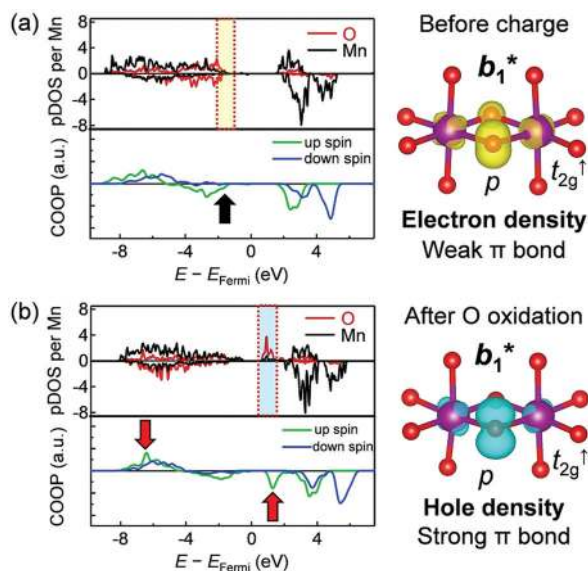 (a)
pDOS per Mn
8
4
0
-4
-8
O
Mn
COOP (a.u.)
up spin
down spin
-8 -4 0 4
E − E_Fermi (eV)
Before charge
b₁*
p
t₂g↑
Electron density
Weak π bond
(b)
pDOS per Mn
8
4
0
-4
-8
O
Mn
COOP (a.u.)
up spin
down spin
-8 -4 0 4
E − E_Fermi (eV)
After O oxidation
b₁*
p
t₂g↑
Hole density
Strong π bond